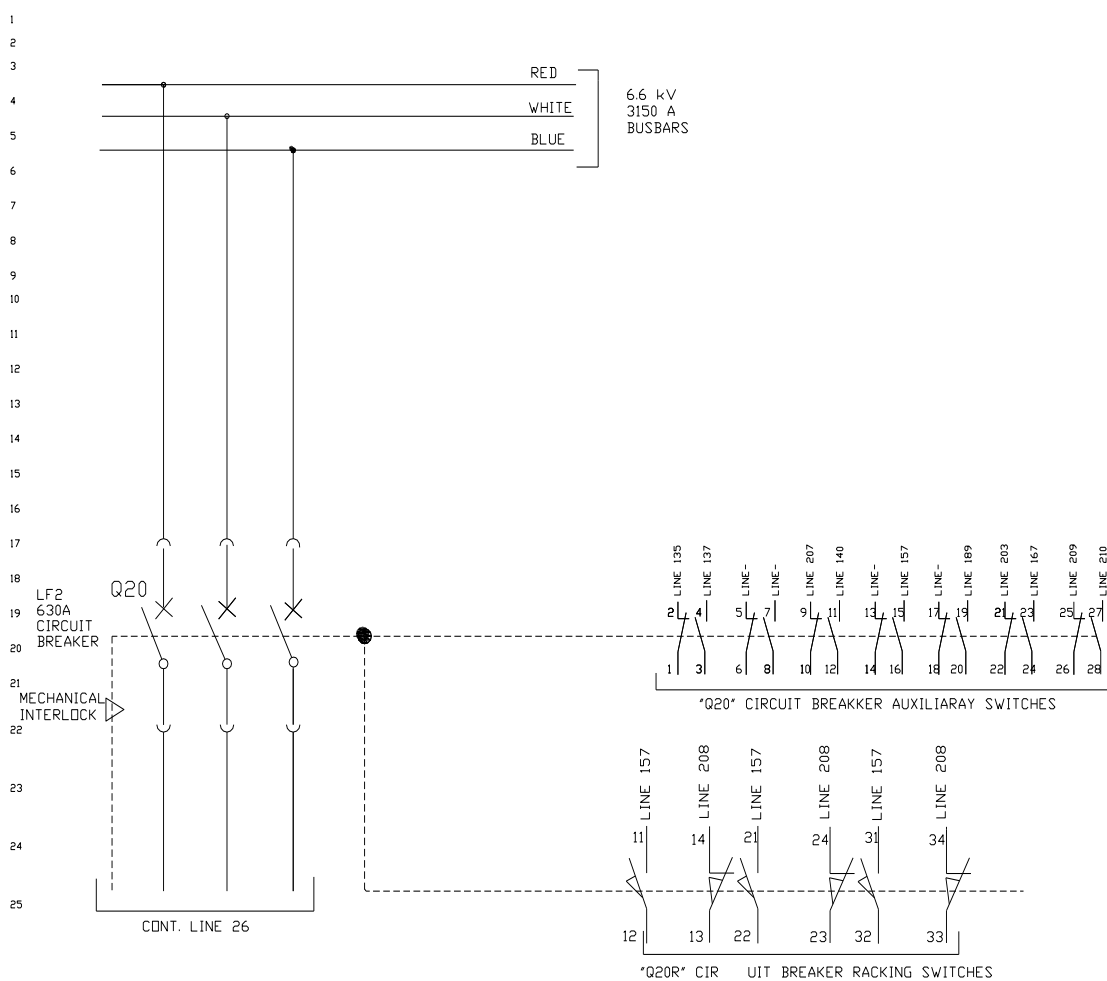 1
2
3
RED
4
WHITE
6.6 kV
3150 A
BUSBARS
5
BLUE
6
7
8
9
10
11
12
13
14
15
16
17
LINE 135
LINE 137
LINE-
LINE-
LINE 207
LINE 140
LINE-
LINE 157
LINE-
LINE 189
LINE 203
LINE 167
LINE 209
LINE 210
18
Q20
LF2
630A
CIRCUIT
BREAKER
19
2 4 5 7 9 11 13 15 17 19 21 23 25 27
20
1 3 6 8 10 12 14 16 18 20 22 24 26 28
21
MECHANICAL
INTERLOCK
"Q20" CIRCUIT BREAKKER AUXILIARAY SWITCHES
22
23
LINE 157
LINE 208
LINE 157
LINE 208
LINE 157
LINE 208
24
11 14 21 24 31 34
25
CONT. LINE 26
12 13 22 23 32 33
"Q20R" CIR UIT BREAKER RACKING SWITCHES